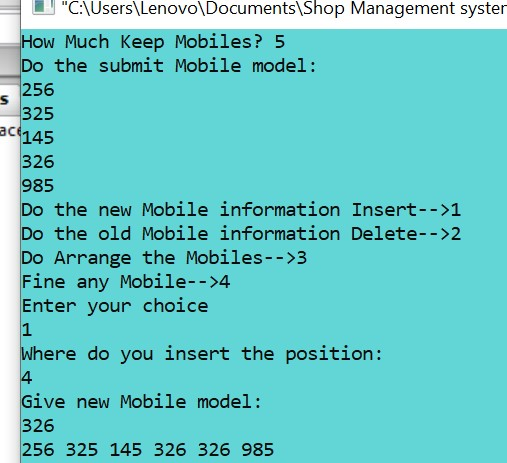 "C:\Users\Lenovo\Documents\Shop Management system
How Much Keep Mobiles? 5
Do the submit Mobile model:
256
325
145
326
985
Do the new Mobile information Insert-->1
Do the old Mobile information Delete-->2
Do Arrange the Mobiles-->3
Fine any Mobile-->4
Enter your choice
1
Where do you insert the position:
4
Give new Mobile model:
326
256 325 145 326 326 985